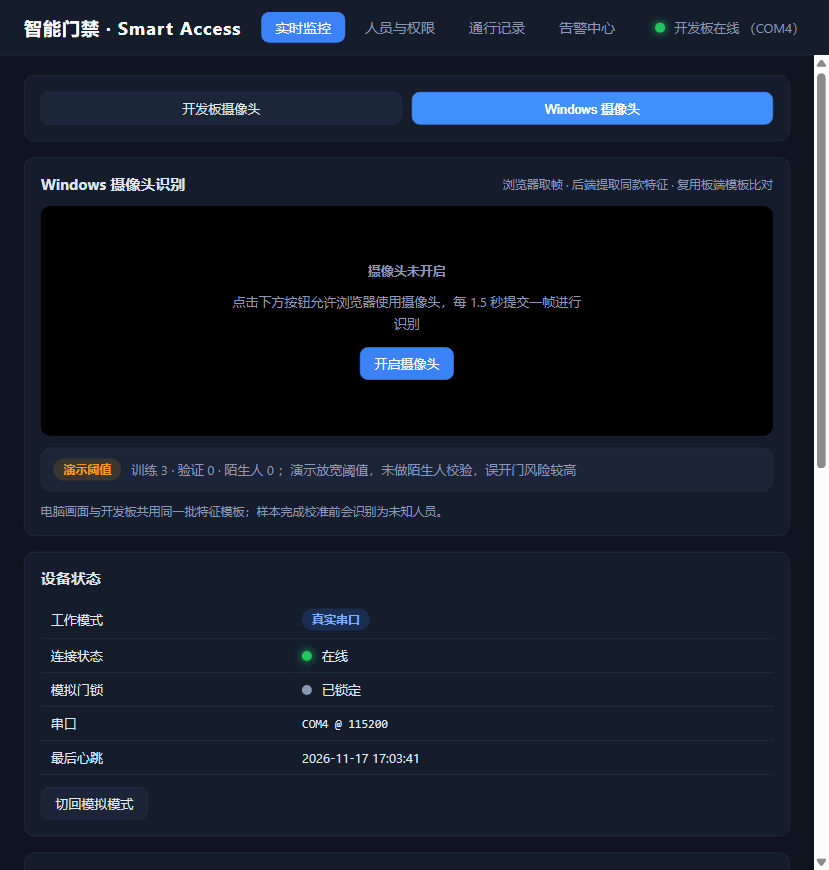 智能门禁 · Smart Access 实时监控 人员与权限 通行记录 告警中心 开发板在线 (COM4)
开发板摄像头 Windows 摄像头
Windows 摄像头识别 浏览器取帧 · 后端提取同款特征 · 复用板端模板比对
摄像头未开启
点击下方按钮允许浏览器使用摄像头，每 1.5 秒提交一帧进行
识别
开启摄像头
演示阈值 训练 3 · 验证 0 · 陌生人 0 ；演示放宽阈值，未做陌生人校验，误开门风险较高
电脑画面与开发板共用同一批特征模板；样本完成校准前会识别为未知人员。
设备状态
工作模式 真实串口
连接状态 在线
模拟门锁 已锁定
串口 COM4 @ 115200
最后心跳 2026-11-17 17:03:41
切回模拟模式